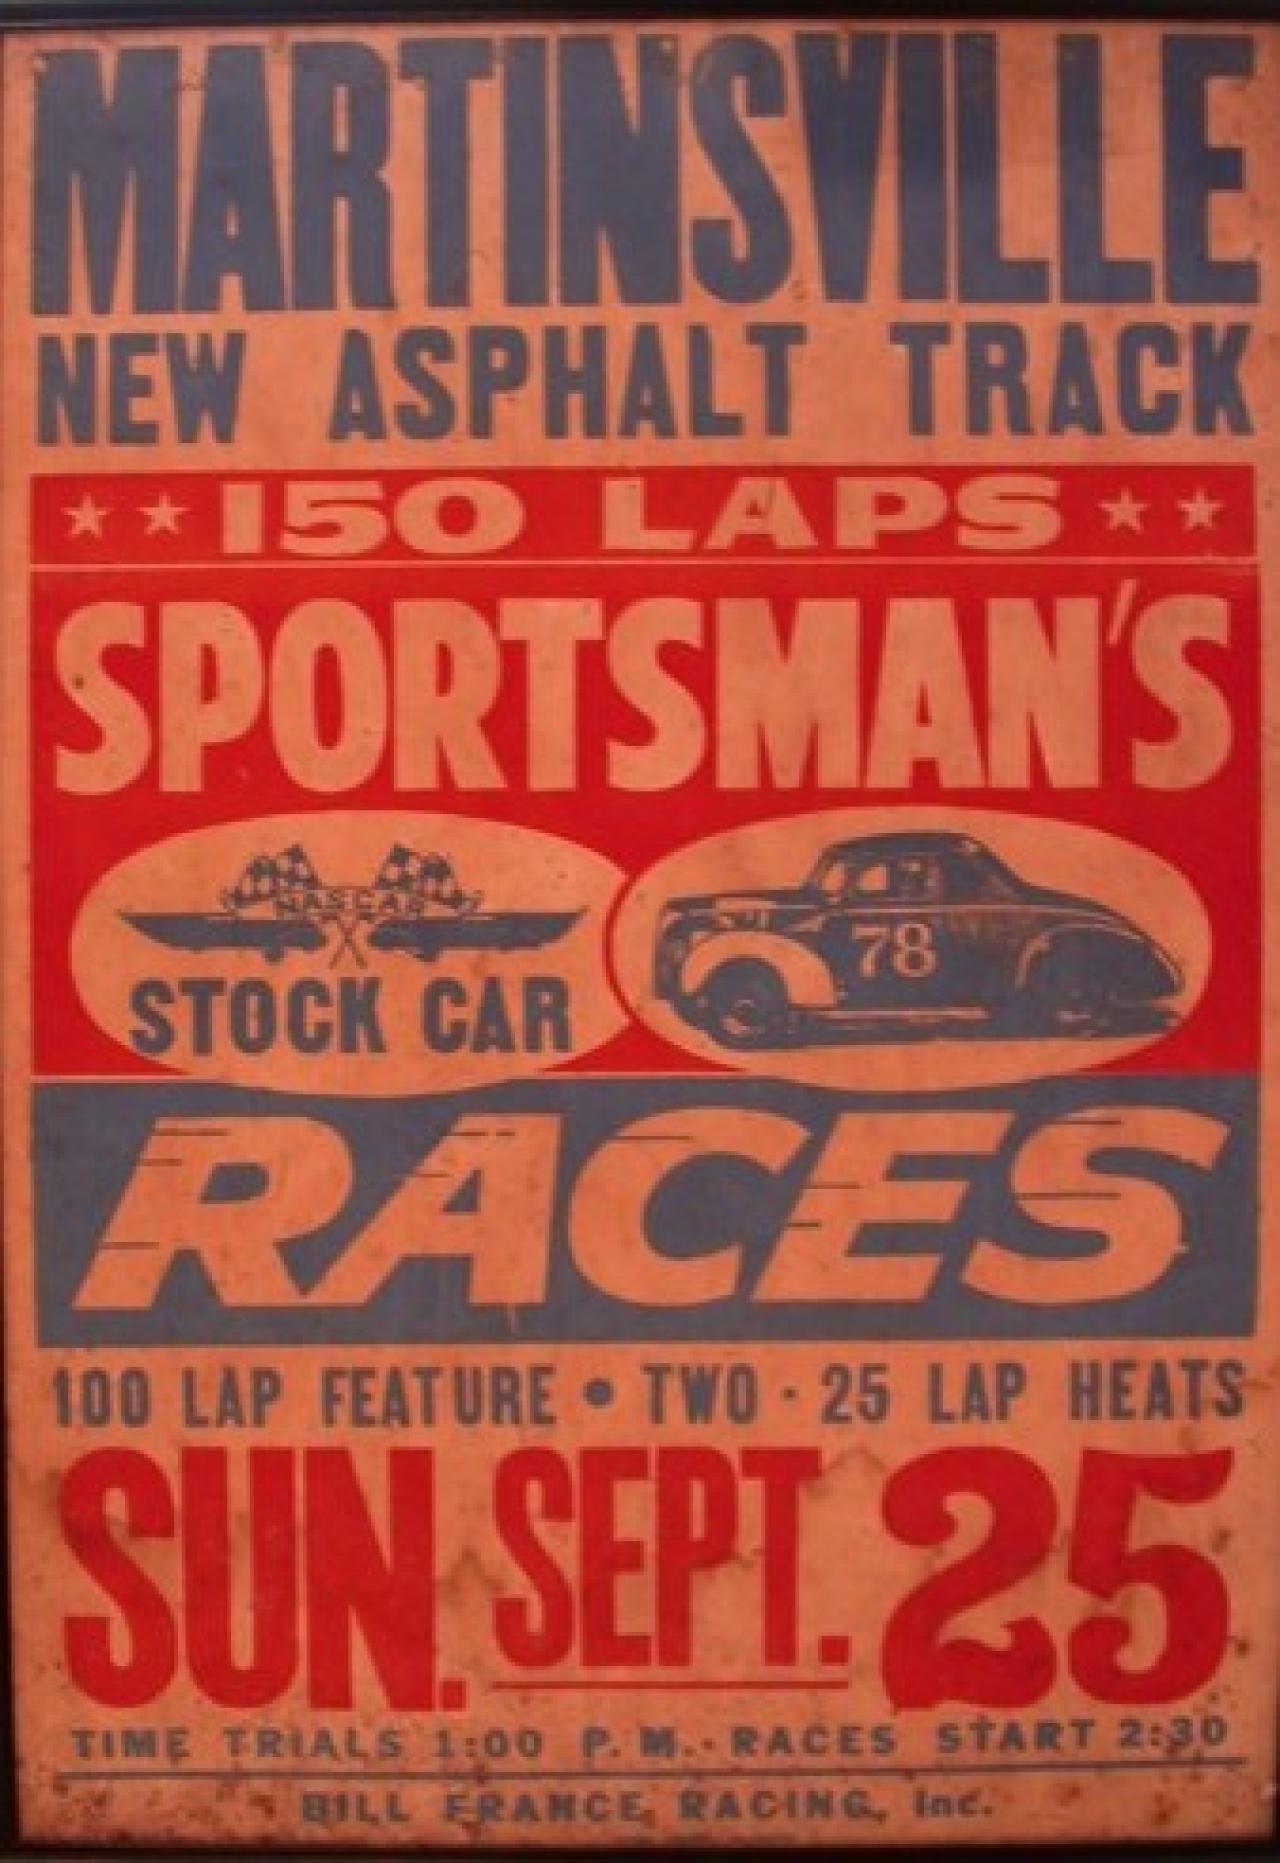 MARTINSVILLE
NEW ASPHALT TRACK
150 LAPS
SPORTSMAN'S
NASCAR
STOCK CAR
78
RACES
100 LAP FEATURE • TWO - 25 LAP HEATS
SUN. SEPT. 25
TIME TRIALS 1:00 P. M. - RACES START 2:30
BILL FRANCE RACING, inc.